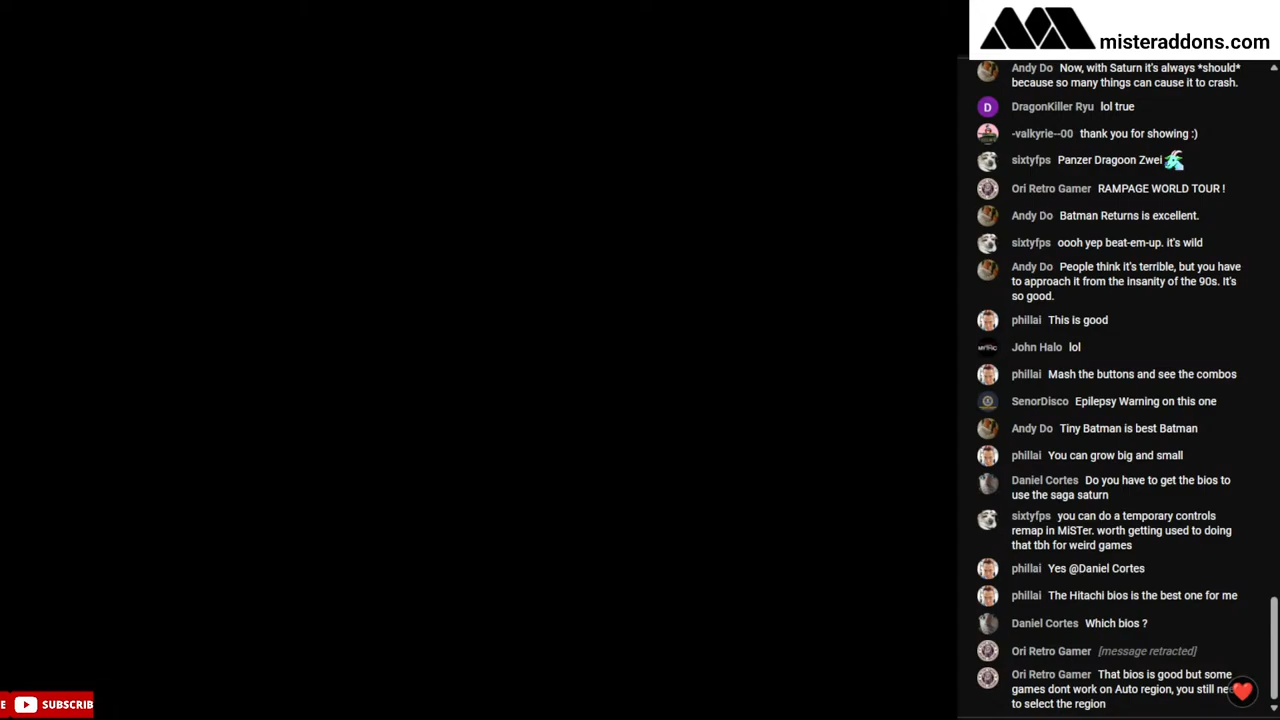 misteraddons.com
Andy Do Now, with Saturn it's always *should*
because so many things can cause it to crash.
D DragonKiller Ryu lol true
-valkyrie--00 thank you for showing :)
sixtyfps Panzer Dragoon Zwei
Ori Retro Gamer RAMPAGE WORLD TOUR !
Andy Do Batman Returns is excellent.
sixtyfps oooh yep beat-em-up. it's wild
Andy Do People think it's terrible, but you have
to approach it from the insanity of the 90s. It's
so good.
phillai This is good
John Halo lol
phillai Mash the buttons and see the combos
SenorDisco Epilepsy Warning on this one
Andy Do Tiny Batman is best Batman
phillai You can grow big and small
Daniel Cortes Do you have to get the bios to
use the saga saturn
sixtyfps you can do a temporary controls
remap in MiSTer. worth getting used to doing
that tbh for weird games
phillai Yes @Daniel Cortes
phillai The Hitachi bios is the best one for me
Daniel Cortes Which bios ?
Ori Retro Gamer [message retracted]
Ori Retro Gamer That bios is good but some
games dont work on Auto region, you still ne
to select the region
E SUBSCRIB